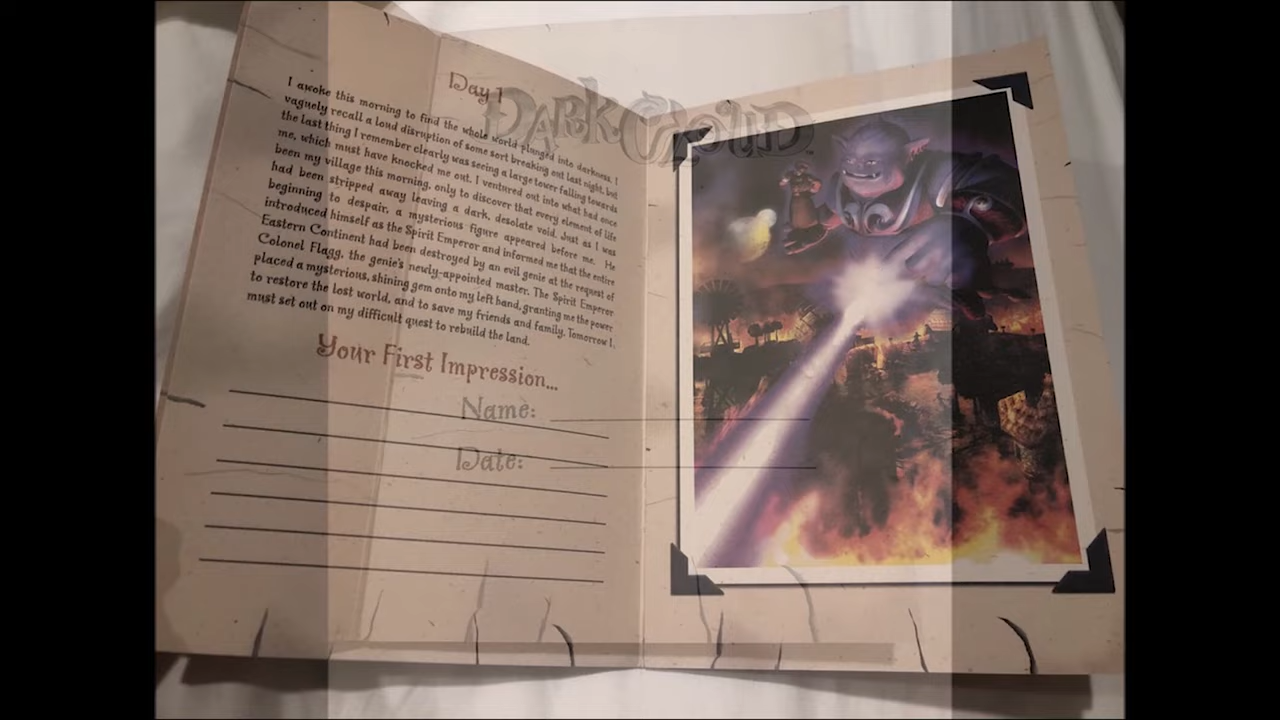 Day 1
DARK CLOUD
I awoke this morning to find the whole world plunged into darkness. I
vaguely recall a loud disruption of some sort breaking out last night, but
the last thing I remember clearly was seeing a large tower falling towards
me, which must have knocked me out. I ventured out into what had once
been my village this morning, only to discover that every element of life
had been stripped away leaving a dark, desolate void. Just as I was
beginning to despair, a mysterious figure appeared before me. He
introduced himself as the Spirit Emperor and informed me that the entire
Eastern Continent had been destroyed by an evil genie at the request of
Colonel Flagg, the genie's newly-appointed master. The Spirit Emperor
placed a mysterious, shining gem onto my left hand, granting me the power
to restore the lost world, and to save my friends and family. Tomorrow I,
must set out on my difficult quest to rebuild the land.
Your First Impression...
Name:
Date: